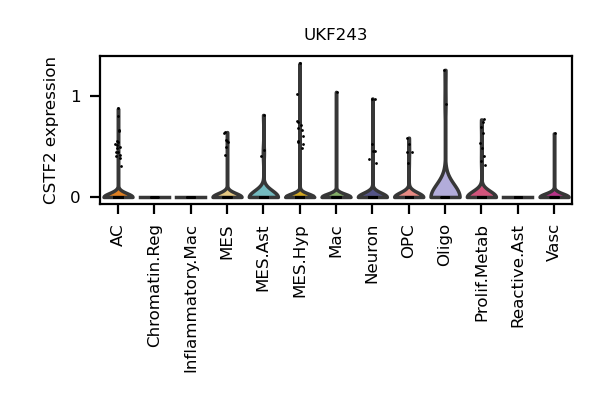 UKF243
CSTF2 expression
1
0
AC
Chromatin.Reg
Inflammatory.Mac
MES
MES.Ast
MES.Hyp
Mac
Neuron
OPC
Oligo
Prolif.Metab
Reactive.Ast
Vasc